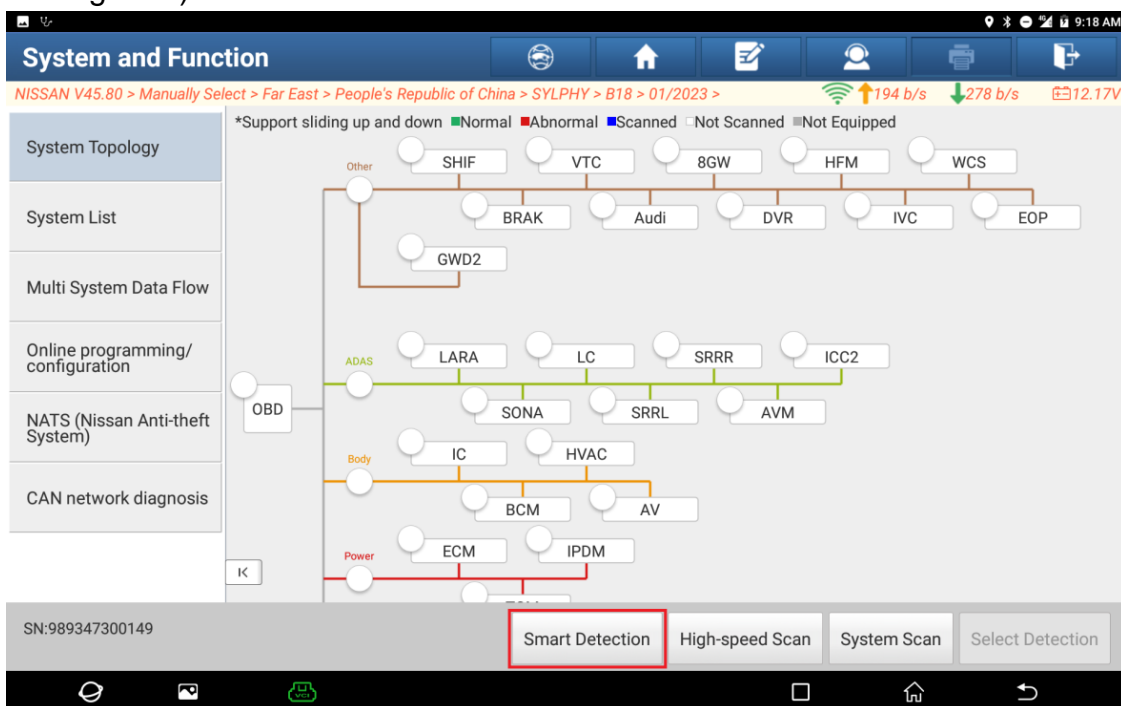 9:18 AM
System and Function
NISSAN V45.80 > Manually Select > Far East > People's Republic of China > SYLPHY > B18 > 01/2023 >
194 b/s
278 b/s
12.17V
System Topology
System List
Multi System Data Flow
Online programming/
configuration
NATS (Nissan Anti-theft
System)
CAN network diagnosis
*Support sliding up and down Normal Abnormal Scanned Not Scanned Not Equipped
Other
SHIF
VTC
8GW
HFM
WCS
BRAK
Audi
DVR
IVC
EOP
GWD2
ADAS
LARA
LC
SRRR
ICC2
OBD
SONA
SRRL
AVM
Body
IC
HVAC
BCM
AV
Power
ECM
IPDM
K
SN:989347300149
Smart Detection
High-speed Scan
System Scan
Select Detection
VCI